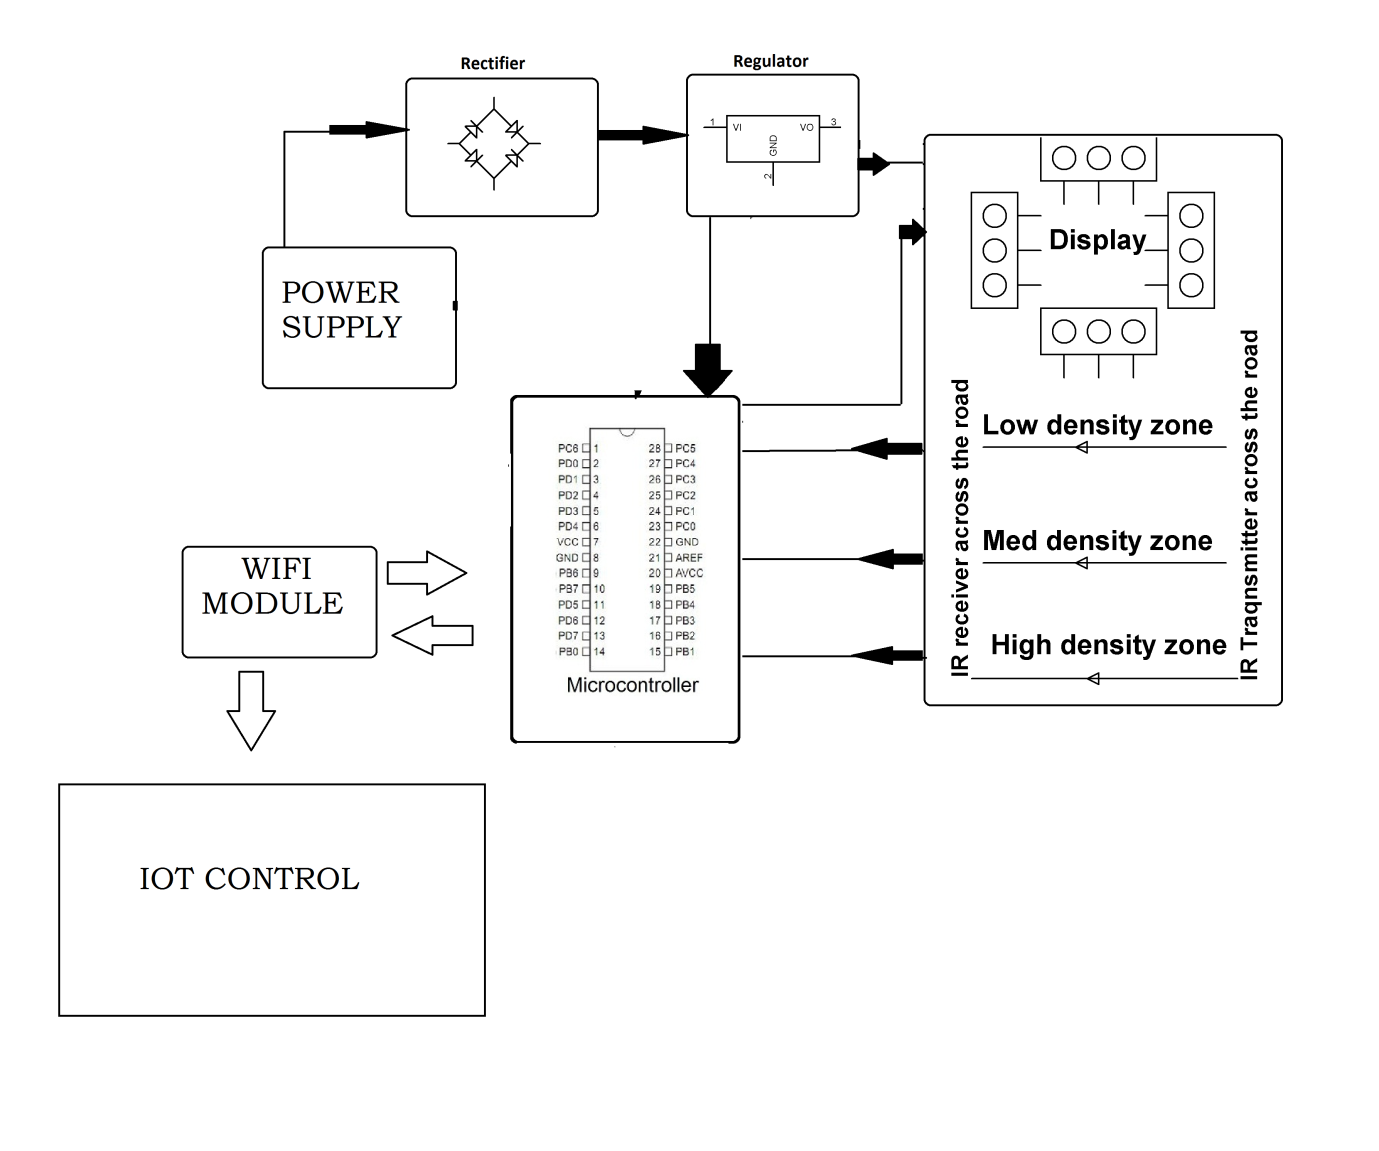 Rectifier
Regulator
1 VI VO 3
GND
2
POWER
SUPPLY
Display
IR receiver across the road
IR Traqnsmitter across the road
Low density zone
Med density zone
High density zone
PC6 1 28 PC5
PD0 2 27 PC4
PD1 3 26 PC3
PD2 4 25 PC2
PD3 5 24 PC1
PD4 6 23 PC0
VCC 7 22 GND
GND 8 21 AREF
PB6 9 20 AVCC
PB7 10 19 PB5
PD5 11 18 PB4
PD6 12 17 PB3
PD7 13 16 PB2
PB0 14 15 PB1
Microcontroller
WIFI
MODULE
IOT CONTROL